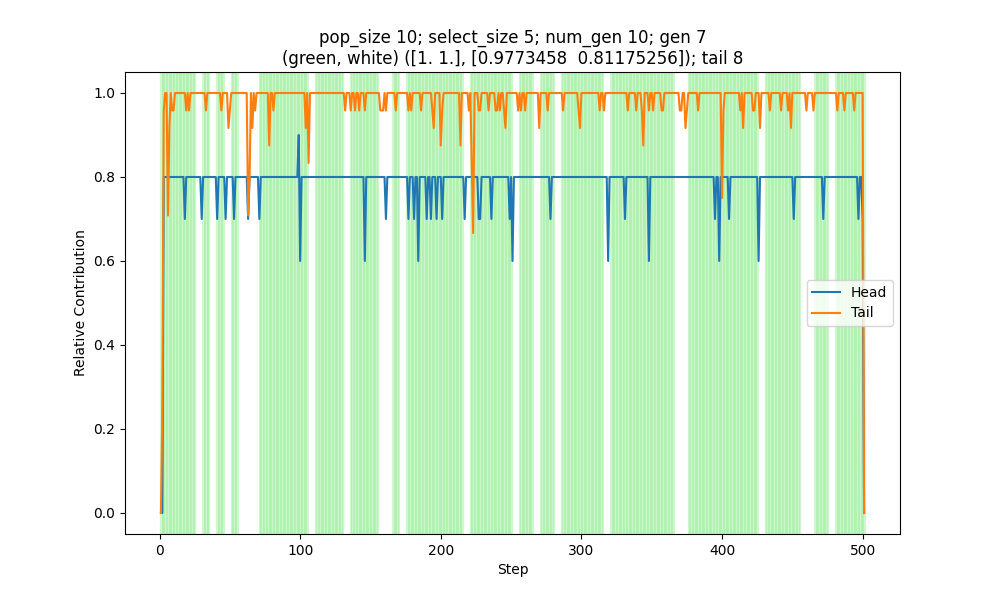 pop_size 10; select_size 5; num_gen 10; gen 7
(green, white) ([1. 1.], [0.9773458  0.81175256]); tail 8
1.0
0.8
0.6
0.4
0.2
0.0
Relative Contribution
Head
Tail
0
100
200
300
400
500
Step